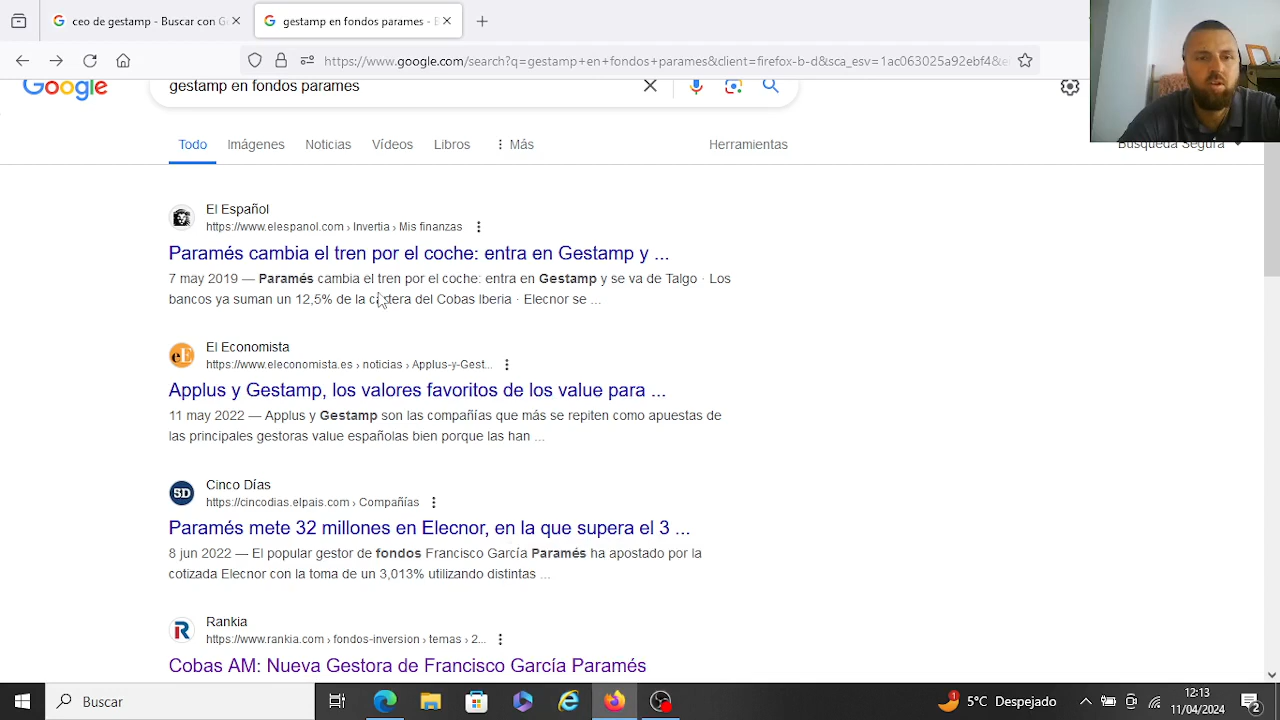 ceo de gestamp - Buscar con G
gestamp en fondos parames - B
https://www.google.com/search?q=gestamp+en+fondos+parames&client=firefox-b-d&sca_esv=1ac063025a92ebf4&
Google
gestamp en fondos parames
Todo
Imágenes
Noticias
Vídeos
Libros
Más
Herramientas
Búsqueda Segura
El Español
https://www.elespanol.com › Invertia › Mis finanzas
Paramés cambia el tren por el coche: entra en Gestamp y ...
7 may 2019 — Paramés cambia el tren por el coche: entra en Gestamp y se va de Talgo · Los
bancos ya suman un 12,5% de la cartera del Cobas Iberia · Elecnor se ...
El Economista
https://www.eleconomista.es › noticias › Applus-y-Gest...
Applus y Gestamp, los valores favoritos de los value para ...
11 may 2022 — Applus y Gestamp son las compañías que más se repiten como apuestas de
las principales gestoras value españolas bien porque las han ...
5D
Cinco Días
https://cincodias.elpais.com › Compañías
Paramés mete 32 millones en Elecnor, en la que supera el 3 ...
8 jun 2022 — El popular gestor de fondos Francisco García Paramés ha apostado por la
cotizada Elecnor con la toma de un 3,013% utilizando distintas ...
Rankia
https://www.rankia.com › fondos-inversion › temas › 2...
Cobas AM: Nueva Gestora de Francisco García Paramés
Buscar
1
5°C Despejado
12:13
11/04/2024
2